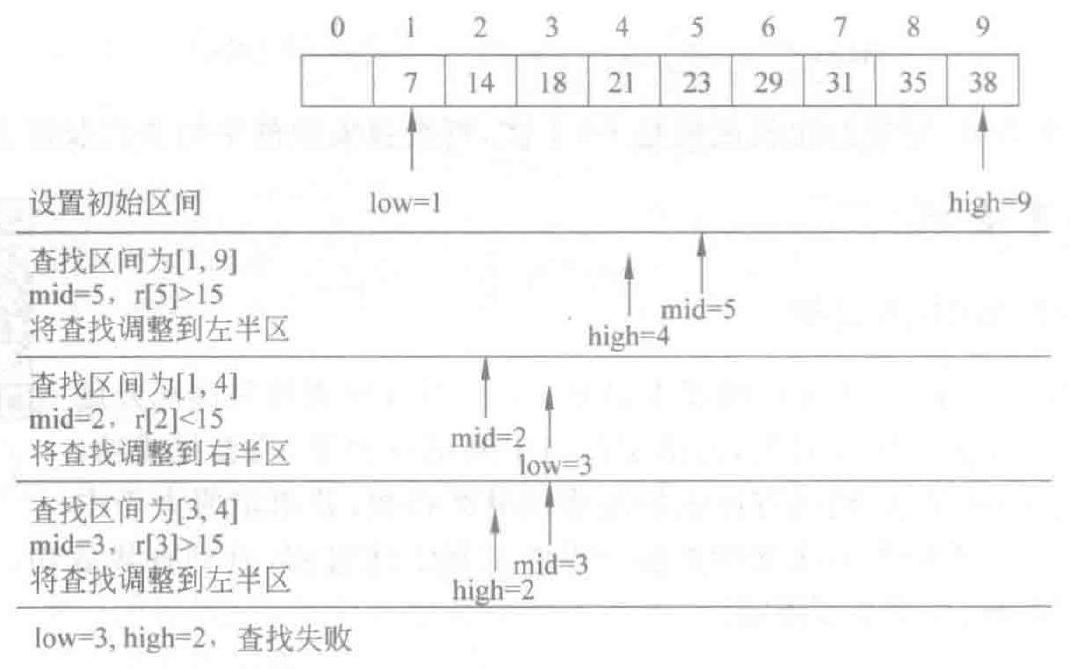 0 1 2 3 4 5 6 7 8 9
7 14 18 21 23 29 31 35 38
设置初始区间 low=1 high=9
查找区间为[1, 9]
mid=5，r[5]>15
将查找调整到左半区
mid=5
high=4
查找区间为[1, 4]
mid=2，r[2]<15
将查找调整到右半区
mid=2
low=3
查找区间为[3, 4]
mid=3，r[3]>15
将查找调整到左半区
mid=3
high=2
low=3, high=2，查找失败